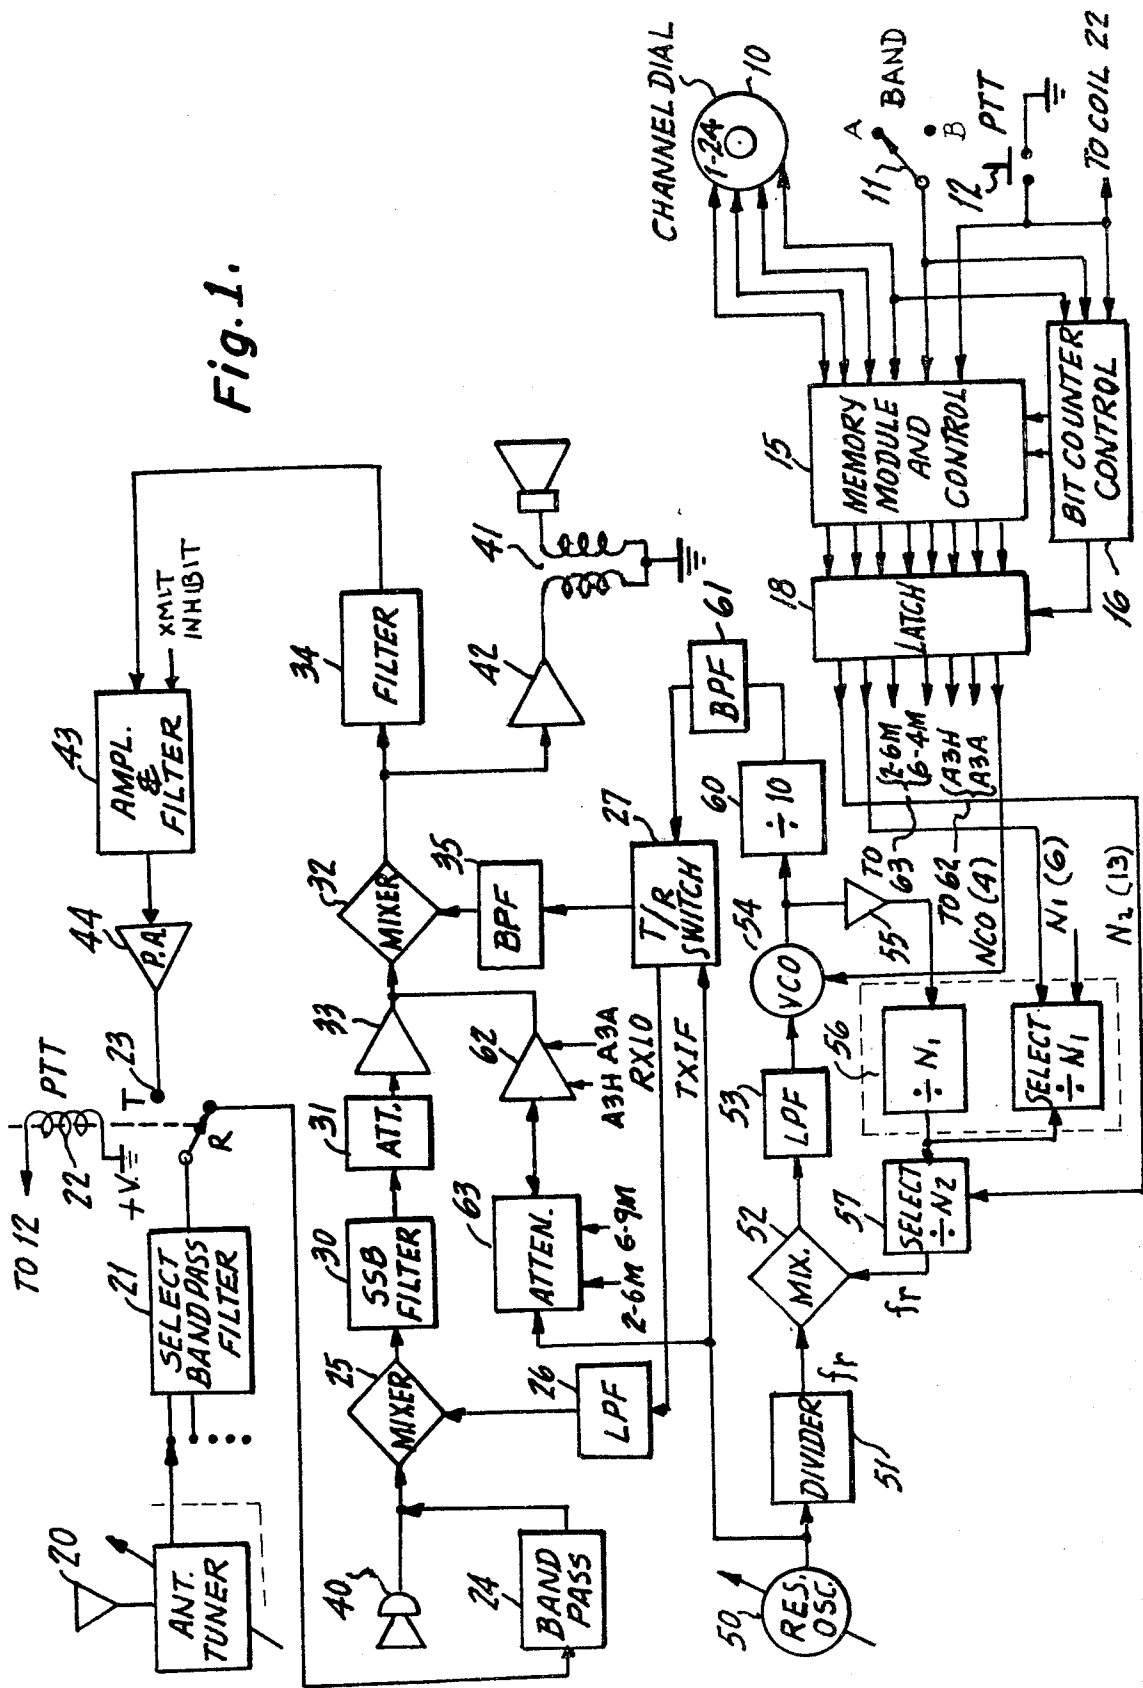 Fig. 1.
20
ANT.
TUNER
TO 12
PTT
22
+V
21
SELECT
BANDPASS
FILTER
T
23
R
44
P.A.
43
AMPL.
&
FILTER
XMLT
INHIBIT
40
24
BAND
PASS
25
MIXER
26
LPF
30
SSB
FILTER
31
ATT.
33
32
MIXER
34
FILTER
35
BPF
42
41
63
ATTEN.
2-6M 6-9M
62
A3H A3A
RXLO
TXIF
27
T/R
SWITCH
61
BPF
60
÷ 10
50
RES.
OSC.
51
DIVIDER
fr
52
MIX.
fr
53
LPF
54
VCO
55
56
÷ N1
SELECT
÷ N1
57
SELECT
÷ N2
TO
63
2-6M
6-4M
TO 62
A3H
A3A
NCO (4)
N1 (6)
N2 (13)
18
LATCH
15
MEMORY
MODULE
AND
CONTROL
16
BIT COUNTER
CONTROL
CHANNEL DIAL
10
1-24
A
BAND
11
B
12
PTT
TO COIL 22